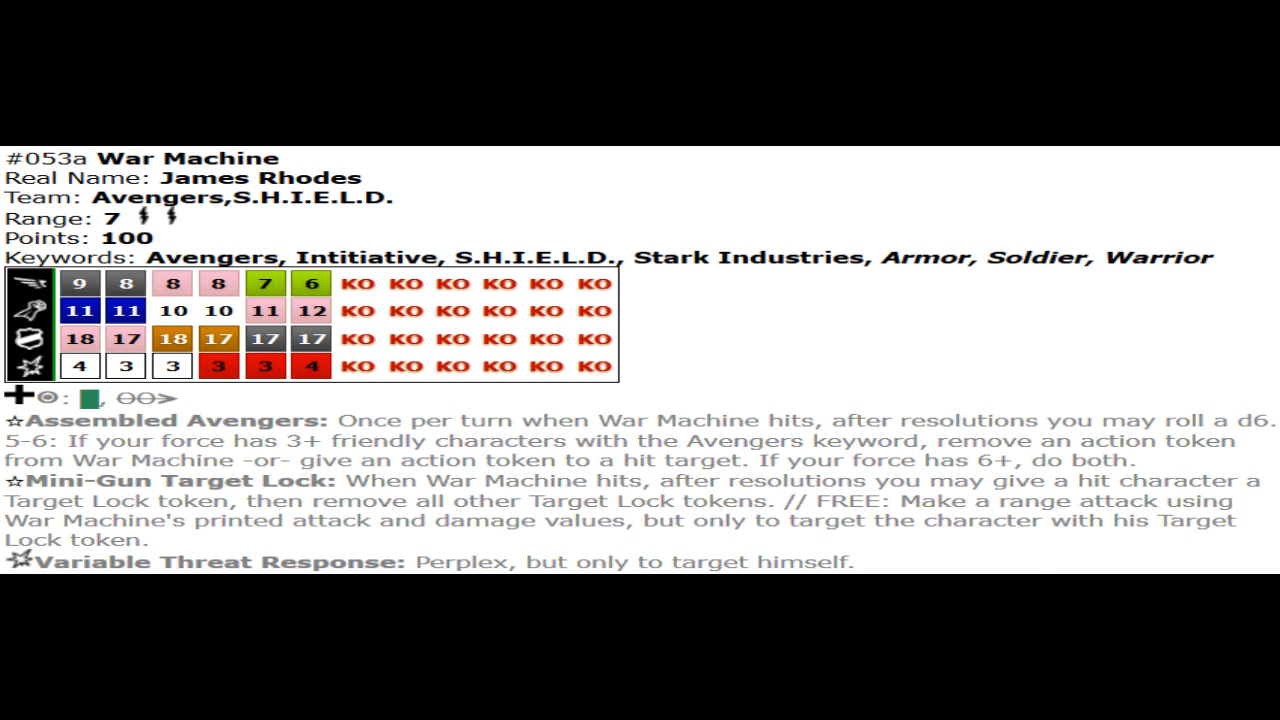 #053a War Machine
Real Name: James Rhodes
Team: Avengers,S.H.I.E.L.D.
Range: 7
Points: 100
Keywords: Avengers, Intitiative, S.H.I.E.L.D., Stark Industries, Armor, Soldier, Warrior
9 8 8 8 7 6 KO KO KO KO KO KO
11 11 10 10 11 12 KO KO KO KO KO KO
18 17 18 17 17 17 KO KO KO KO KO KO
4 3 3 3 3 4 KO KO KO KO KO KO
☆Assembled Avengers: Once per turn when War Machine hits, after resolutions you may roll a d6.
5-6: If your force has 3+ friendly characters with the Avengers keyword, remove an action token
from War Machine -or- give an action token to a hit target. If your force has 6+, do both.
☆Mini-Gun Target Lock: When War Machine hits, after resolutions you may give a hit character a
Target Lock token, then remove all other Target Lock tokens. // FREE: Make a range attack using
War Machine's printed attack and damage values, but only to target the character with his Target
Lock token.
Variable Threat Response: Perplex, but only to target himself.